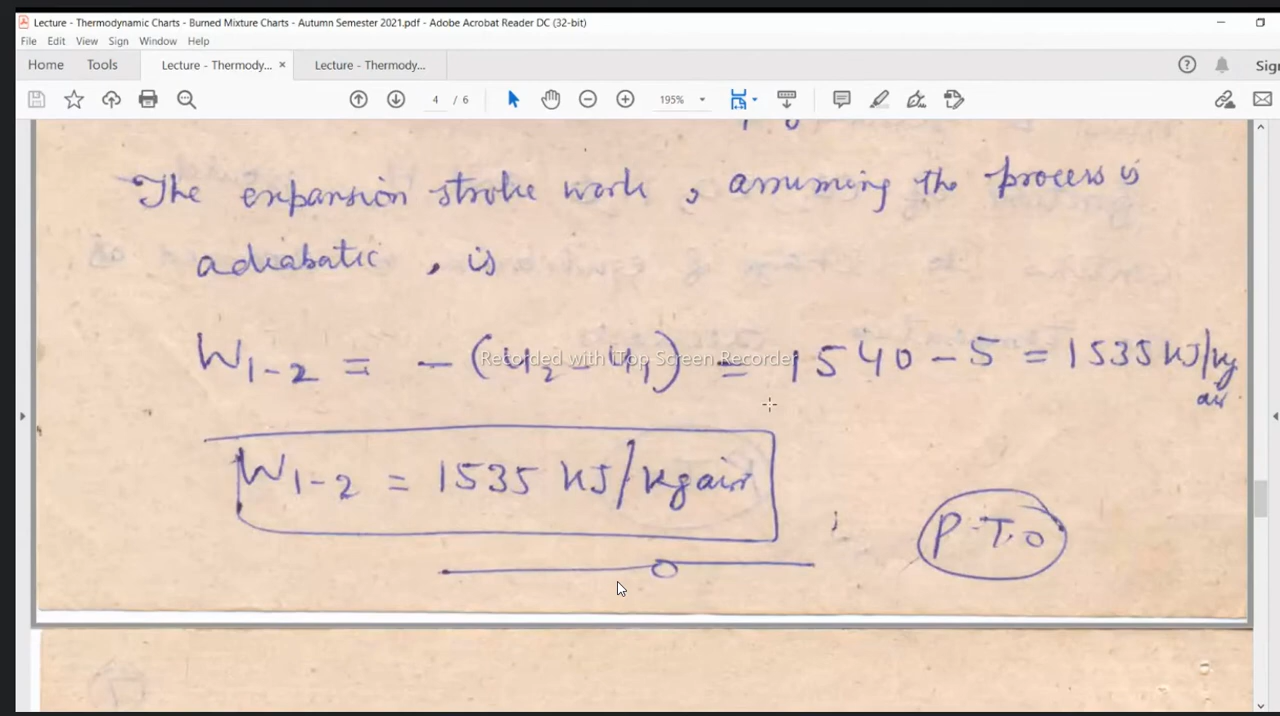 Lecture - Thermodynamic Charts - Burned Mixture Charts - Autumn Semester 2021.pdf - Adobe Acrobat Reader DC (32-bit)
File Edit View Sign Window Help
Home Tools Lecture - Thermody... × Lecture - Thermody... Sign
4 / 6 195%
The expansion stroke work, assuming the process is
adiabatic, is
W1-2 = - (u2 - u1) = 1540 - 5 = 1535 KJ/kg
air
Recorded with iTop Screen Recorder
W1-2 = 1535 KJ/kgair
P.T.O